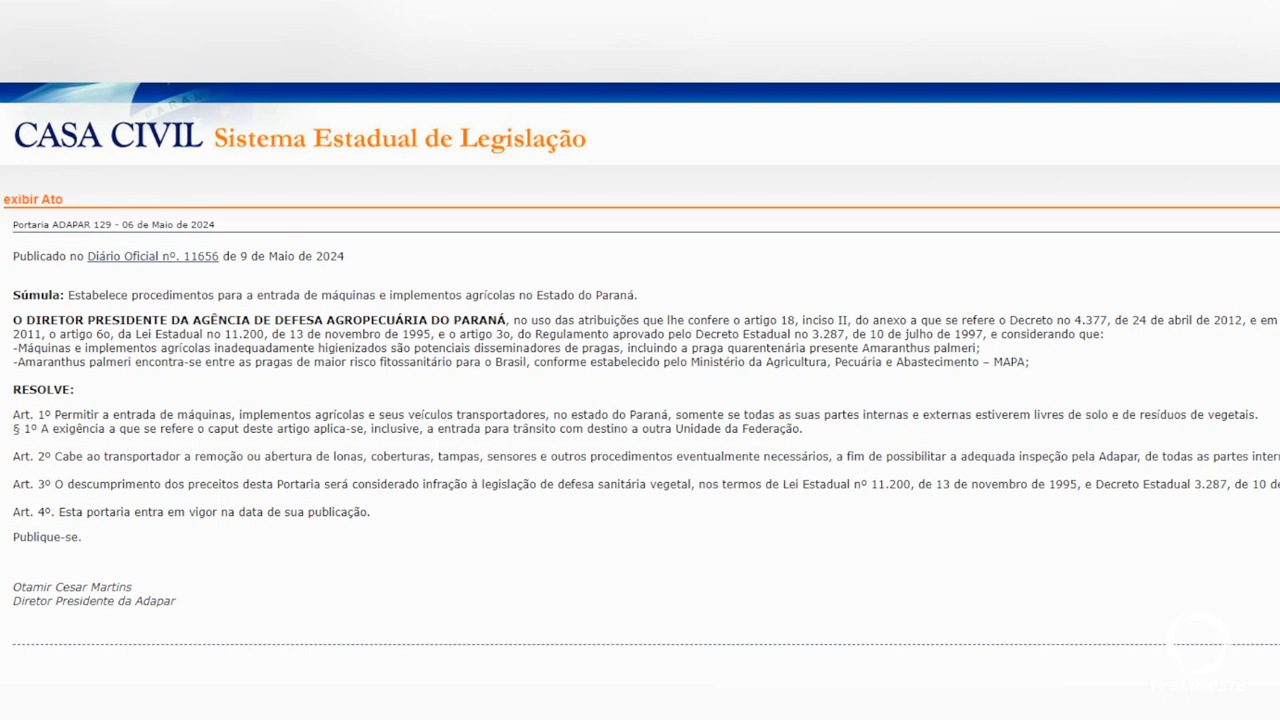 PARANÁ
CASA CIVIL Sistema Estadual de Legislação
exibir Ato
Portaria ADAPAR 129 - 06 de Maio de 2024
Publicado no Diário Oficial nº. 11656 de 9 de Maio de 2024
Súmula: Estabelece procedimentos para a entrada de máquinas e implementos agrícolas no Estado do Paraná.
O DIRETOR PRESIDENTE DA AGÊNCIA DE DEFESA AGROPECUÁRIA DO PARANÁ, no uso das atribuições que lhe confere o artigo 18, inciso II, do anexo a que se refere o Decreto no 4.377, de 24 de abril de 2012, e em
2011, o artigo 6o, da Lei Estadual no 11.200, de 13 de novembro de 1995, e o artigo 3o, do Regulamento aprovado pelo Decreto Estadual no 3.287, de 10 de julho de 1997, e considerando que:
-Máquinas e implementos agrícolas inadequadamente higienizados são potenciais disseminadores de pragas, incluindo a praga quarentenária presente Amaranthus palmeri;
-Amaranthus palmeri encontra-se entre as pragas de maior risco fitossanitário para o Brasil, conforme estabelecido pelo Ministério da Agricultura, Pecuária e Abastecimento – MAPA;
RESOLVE:
Art. 1º Permitir a entrada de máquinas, implementos agrícolas e seus veículos transportadores, no estado do Paraná, somente se todas as suas partes internas e externas estiverem livres de solo e de resíduos de vegetais.
§ 1º A exigência a que se refere o caput deste artigo aplica-se, inclusive, a entrada para trânsito com destino a outra Unidade da Federação.
Art. 2º Cabe ao transportador a remoção ou abertura de lonas, coberturas, tampas, sensores e outros procedimentos eventualmente necessários, a fim de possibilitar a adequada inspeção pela Adapar, de todas as partes inter
Art. 3º O descumprimento dos preceitos desta Portaria será considerado infração à legislação de defesa sanitária vegetal, nos termos de Lei Estadual nº 11.200, de 13 de novembro de 1995, e Decreto Estadual 3.287, de 10 de
Art. 4º. Esta portaria entra em vigor na data de sua publicação.
Publique-se.
Otamir Cesar Martins
Diretor Presidente da Adapar